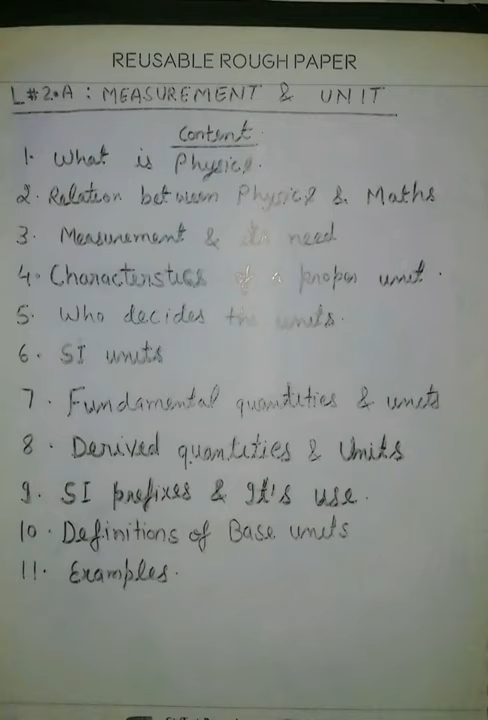 REUSABLE ROUGH PAPER
L#2.A : MEASUREMENT & UNIT
Content
1. What is Physics.
2. Relation between Physics & Maths
3. Measurement & its need
4. Characterstics of a proper unit.
5. Who decides the units.
6. SI units
7. Fundamental quantities & units
8. Derived quantities & Units
9. SI prefixes & It's use.
10. Definitions of Base units
11. Examples.